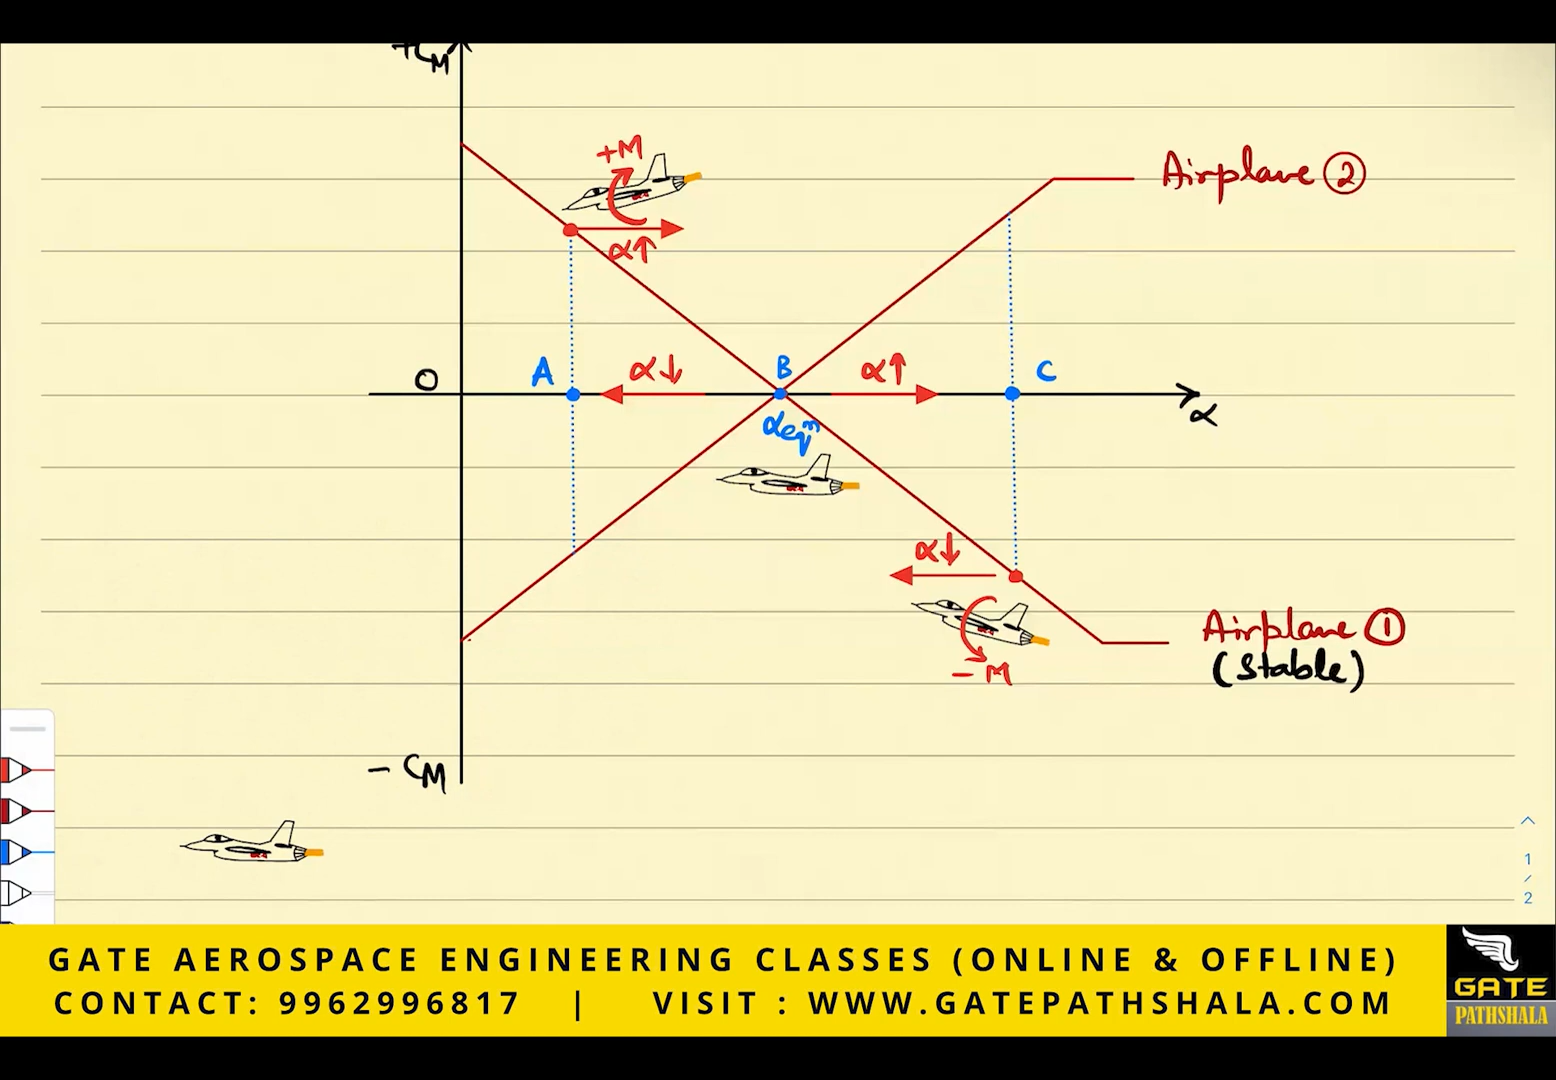 +CM
+M
α↑
Airplane ②
O
A
α↓
B
α↑
C
α
αeqᵐ
α↓
- M
Airplane ①
(Stable)
- CM
1
/
2
GATE AEROSPACE ENGINEERING CLASSES (ONLINE & OFFLINE)
CONTACT: 9962996817 | VISIT : WWW.GATEPATHSHALA.COM
GATE
PATHSHALA